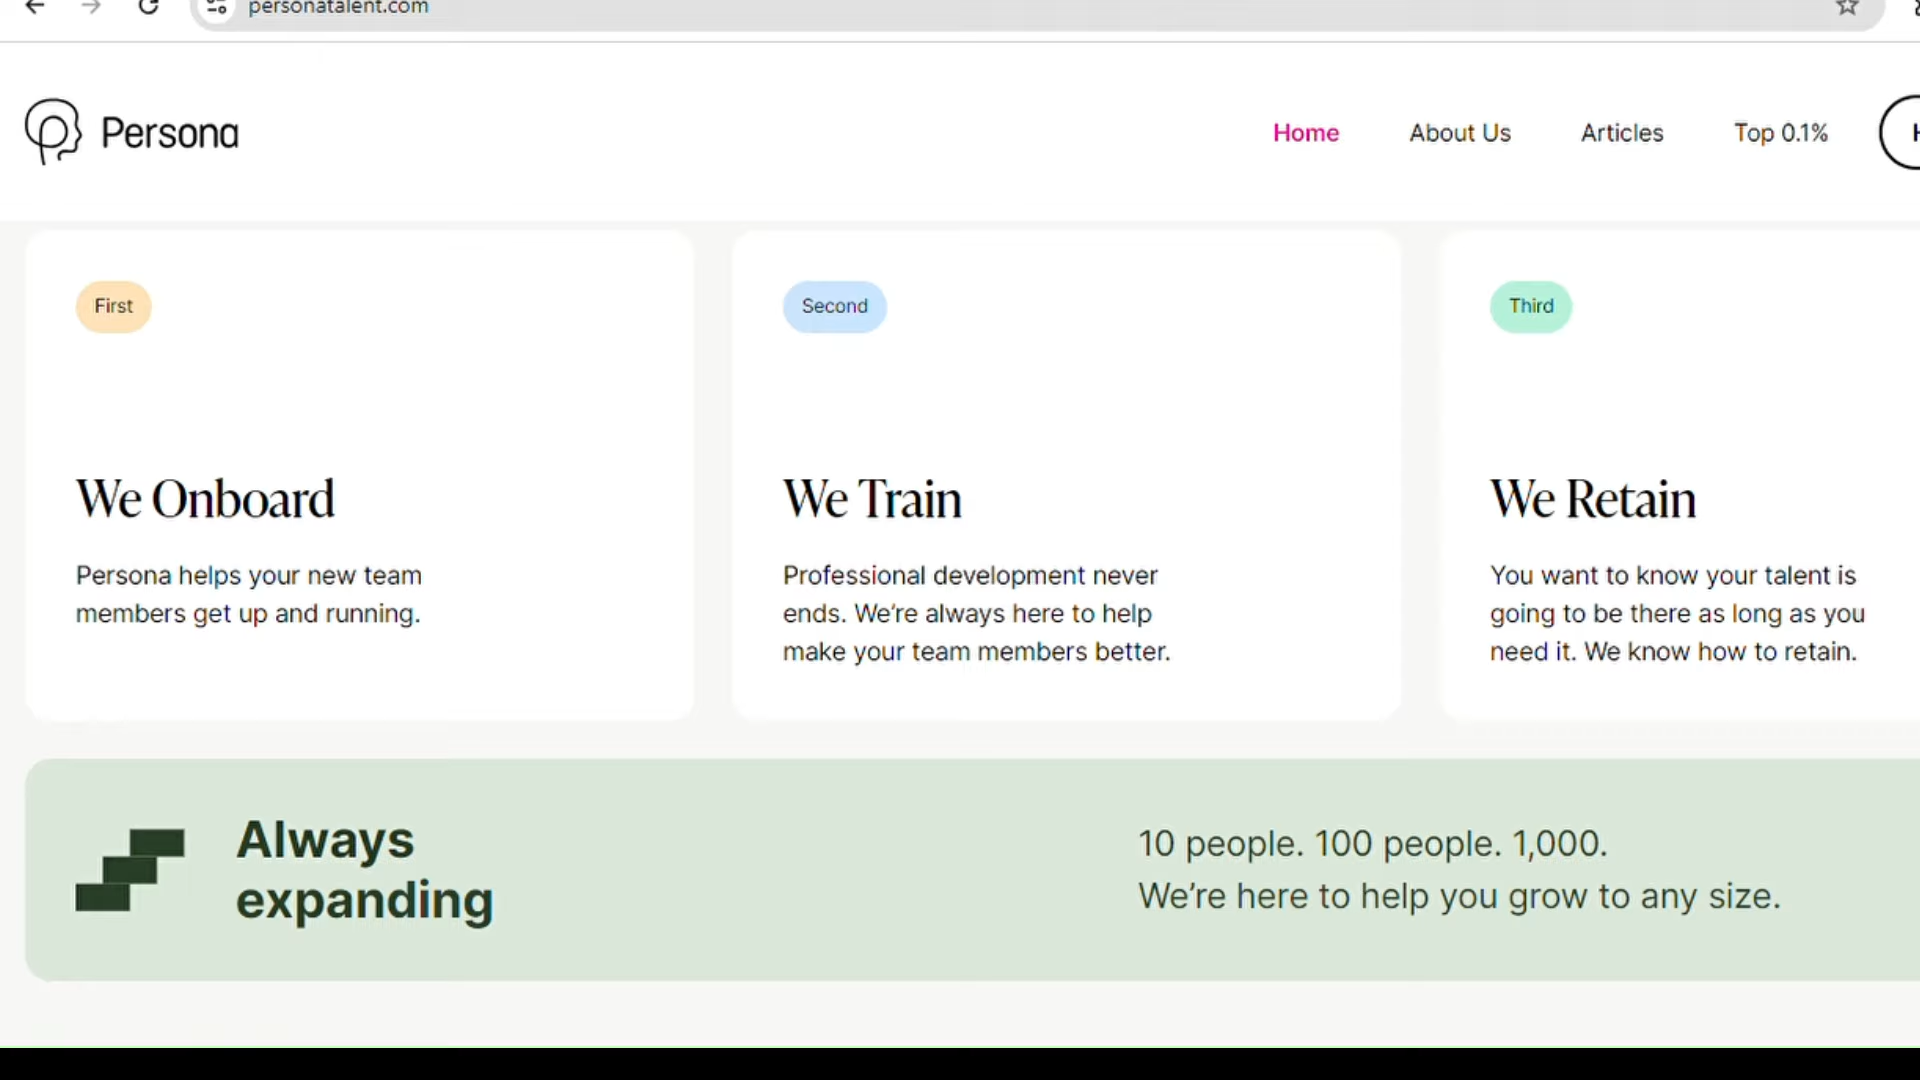 personatalent.com
Persona
Home
About Us
Articles
Top 0.1%
First
We Onboard
Persona helps your new team
members get up and running.
Second
We Train
Professional development never
ends. We're always here to help
make your team members better.
Third
We Retain
You want to know your talent is
going to be there as long as you
need it. We know how to retain.
Always
expanding
10 people. 100 people. 1,000.
We're here to help you grow to any size.